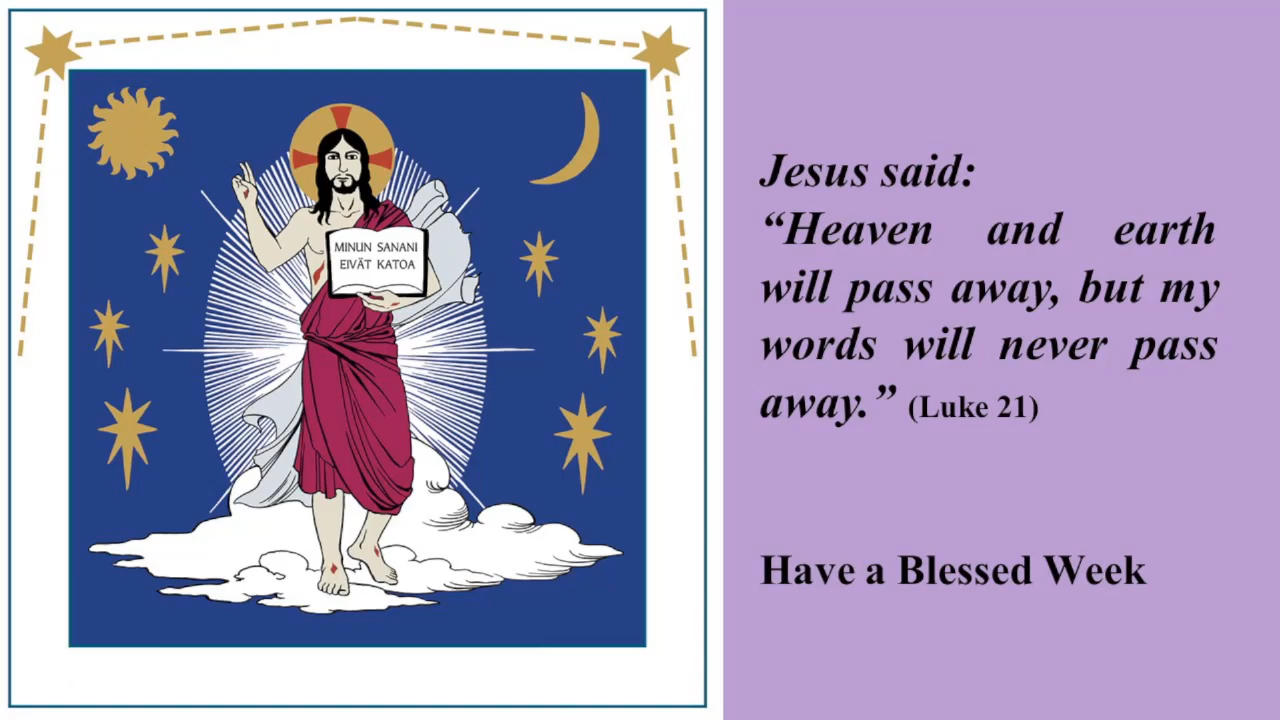 MINUN SANANI
EIVÄT KATOA
Jesus said:
“Heaven and earth
will pass away, but my
words will never pass
away.” (Luke 21)
Have a Blessed Week